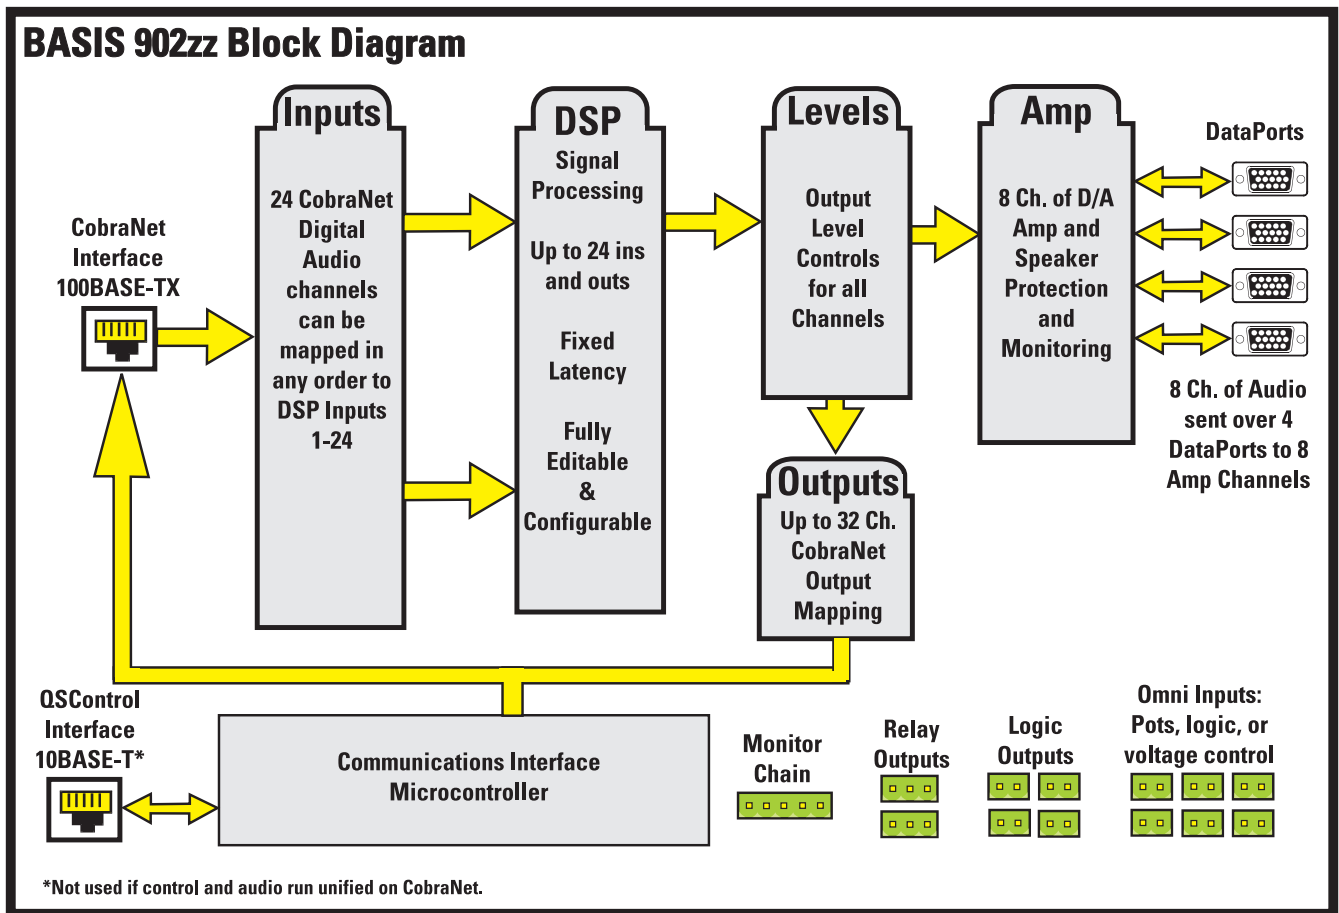 BASIS 902zz Block Diagram
Inputs
24 CobraNet
Digital
Audio
channels
can be
mapped in
any order to
DSP Inputs
1-24
DSP
Signal
Processing
Up to 24 ins
and outs
Fixed
Latency
Fully
Editable
&
Configurable
Levels
Output
Level
Controls
for all
Channels
Amp
8 Ch. of D/A
Amp and
Speaker
Protection
and
Monitoring
DataPorts
8 Ch. of Audio
sent over 4
DataPorts to 8
Amp Channels
CobraNet
Interface
100BASE-TX
Outputs
Up to 32 Ch.
CobraNet
Output
Mapping
QSControl
Interface
10BASE-T*
Communications Interface
Microcontroller
Monitor
Chain
Relay
Outputs
Logic
Outputs
Omni Inputs:
Pots, logic, or
voltage control
*Not used if control and audio run unified on CobraNet.